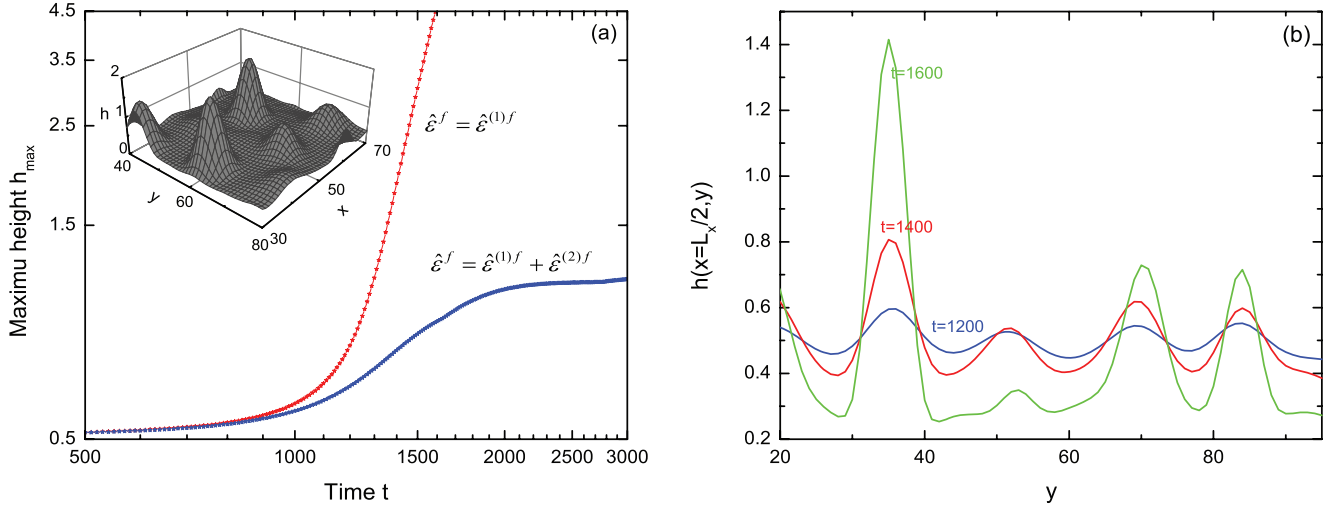 (a)
4.5
3.5
2.5
1.5
0.5
Maximu height h_max
2
1
0
h
40
60
80
y
30
50
70
x
ε̂^f = ε̂^(1)f
ε̂^f = ε̂^(1)f + ε̂^(2)f
500
1000
1500
2000
2500
3000
Time t
(b)
1.4
1.2
1.0
0.8
0.6
0.4
0.2
h(x=L_x/2,y)
t=1600
t=1400
t=1200
20
40
60
80
y